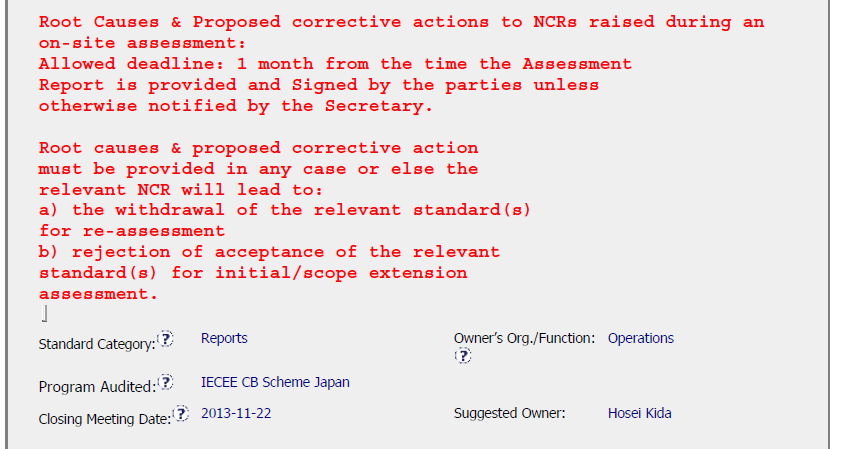 Root Causes & Proposed corrective actions to NCRs raised during an
on-site assessment:
Allowed deadline: 1 month from the time the Assessment
Report is provided and Signed by the parties unless
otherwise notified by the Secretary.
Root causes & proposed corrective action
must be provided in any case or else the
relevant NCR will lead to:
a) the withdrawal of the relevant standard(s)
for re-assessment
b) rejection of acceptance of the relevant
standard(s) for initial/scope extension
assessment.
Standard Category: ? Reports Owner's Org./Function: Operations
?
Program Audited: ? IECEE CB Scheme Japan
Closing Meeting Date: ? 2013-11-22 Suggested Owner: Hosei Kida